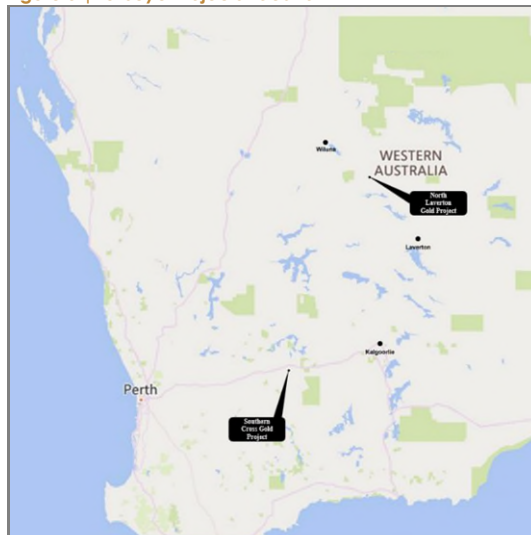 Wiluna
WESTERN
AUSTRALIA
North
Laverton
Gold Project
Laverton
Kalgoorlie
Perth
Southern
Cross Gold
Project